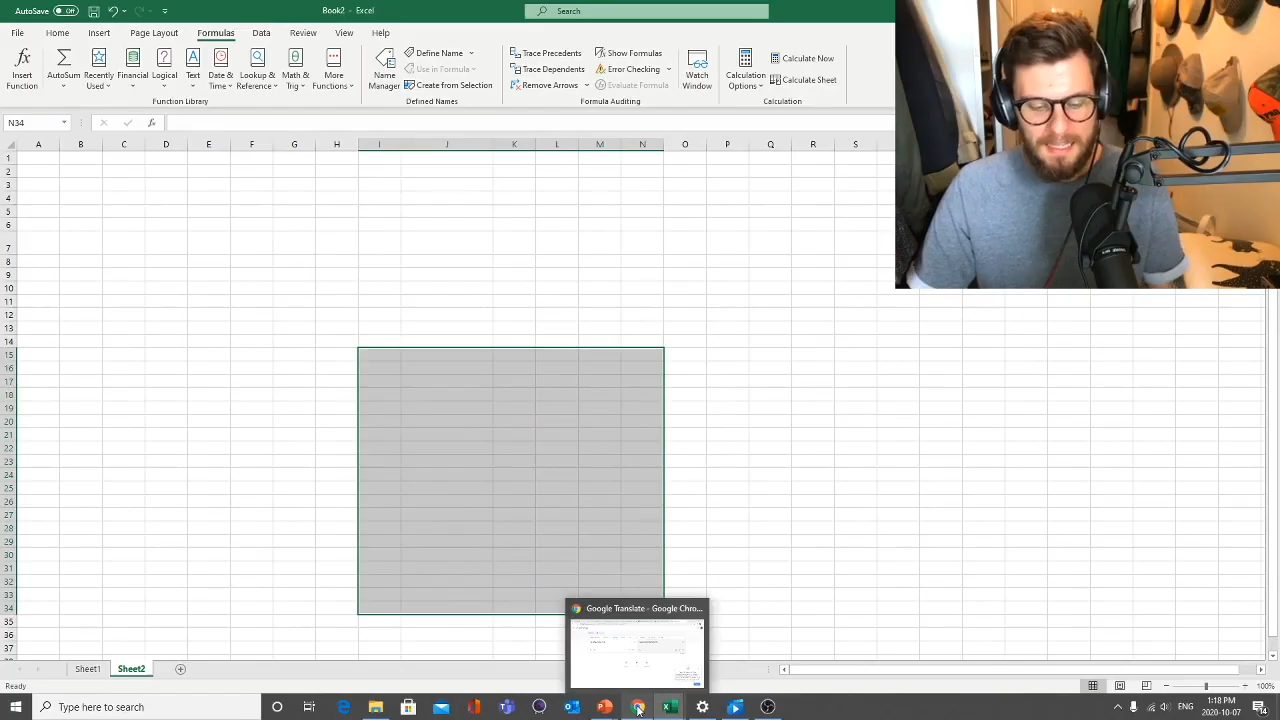 AutoSave Off
Book2 - Excel
Search
File Home Insert Page Layout Formulas Data Review View Help
fx
Insert Function
AutoSum
Recently Used
Financial
Logical
Text
Date & Time
Lookup & Reference
Math & Trig
More Functions
Function Library
Name Manager
Define Name
Use in Formula
Create from Selection
Defined Names
Trace Precedents
Trace Dependents
Remove Arrows
Show Formulas
Error Checking
Evaluate Formula
Formula Auditing
Watch Window
Calculation Options
Calculate Now
Calculate Sheet
Calculation
N34
fx
A B C D E F G H J K L M N O P Q R S
1
2
3
4
5
6
7
8
9
10
11
12
13
14
15
16
17
18
19
20
21
22
23
24
25
26
27
28
29
30
31
32
33
34
35
36
37
Google Translate - Google Chro...
Sheet1 Sheet2
Ready
100%
Type here to search
ENG
1:18 PM
2020-10-07